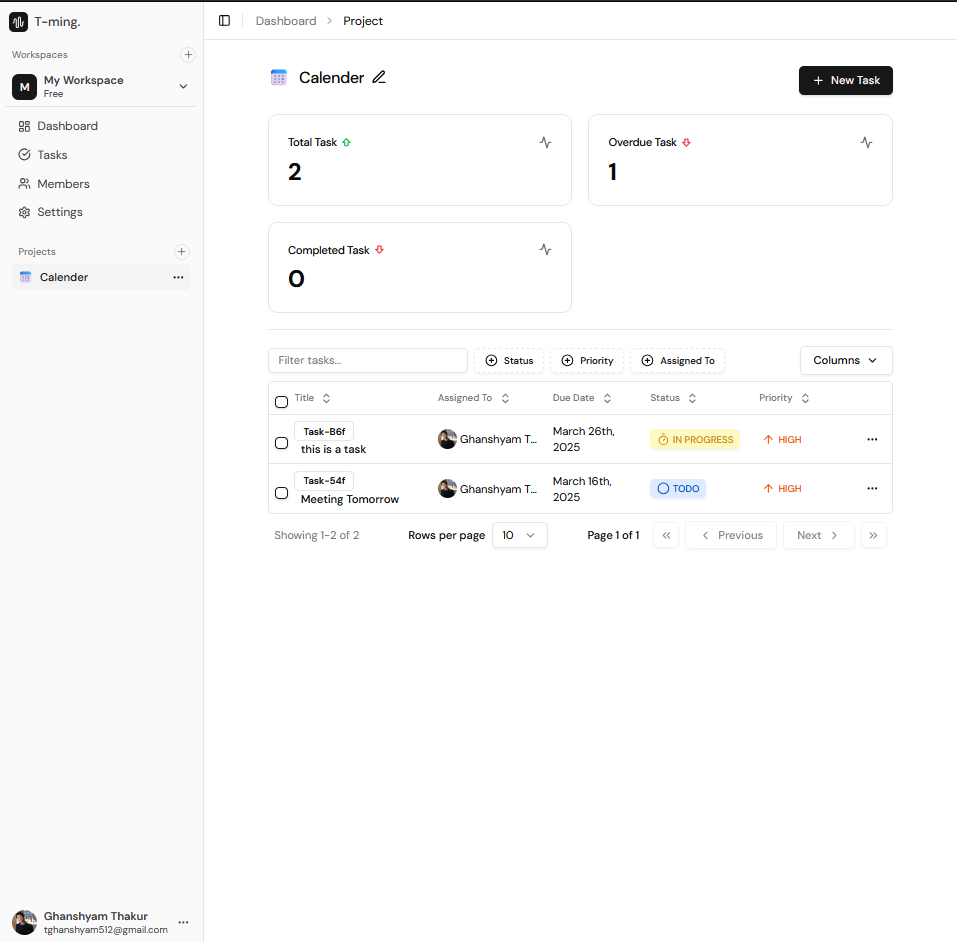 T-ming.
Dashboard
Project
Workspaces
M
My Workspace
Free
Dashboard
Tasks
Members
Settings
Projects
Calender
Calender
New Task
Total Task
2
Overdue Task
1
Completed Task
0
Filter tasks...
Status
Priority
Assigned To
Columns
Title
Assigned To
Due Date
Status
Priority
Task-B6f
this is a task
Ghanshyam T...
March 26th,
2025
IN PROGRESS
HIGH
Task-54f
Meeting Tomorrow
Ghanshyam T...
March 16th,
2025
TODO
HIGH
Showing 1-2 of 2
Rows per page
10
Page 1 of 1
Previous
Next
Ghanshyam Thakur
tghanshyam512@gmail.com